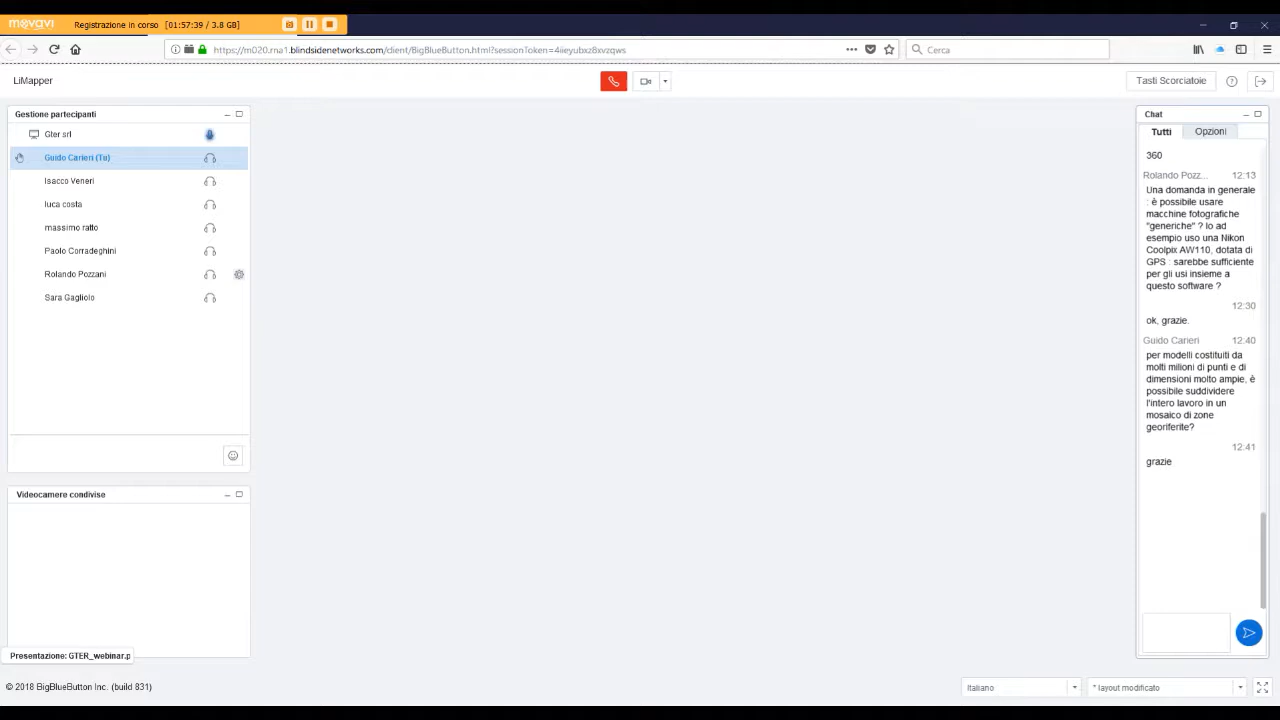 movavi
Registrazione in corso [01:57:39 / 3.8 GB]
https://m020.rna1.blindsidenetworks.com/client/BigBlueButton.html?sessionToken=4iieyubxz8xvzqws
Cerca
LiMapper
Tasti Scorciatoie
Gestione partecipanti
Gter srl
Guido Carieri (Tu)
Isacco Veneri
luca costa
massimo ratto
Paolo Corradeghini
Rolando Pozzani
Sara Gagliolo
Videocamere condivise
Presentazione: GTER_webinar.p
© 2018 BigBlueButton Inc. (build 831)
Chat
Tutti
Opzioni
360
Rolando Pozz... 12:13
Una domanda in generale
: è possibile usare
macchine fotografiche
"generiche" ? Io ad
esempio uso una Nikon
Coolpix AW110, dotata di
GPS : sarebbe sufficiente
per gli usi insieme a
questo software ?
12:30
ok, grazie.
Guido Carieri 12:40
per modelli costituiti da
molti milioni di punti e di
dimensioni molto ampie, è
possibile suddividere
l'intero lavoro in un
mosaico di zone
georiferite?
12:41
grazie
Italiano
* layout modificato